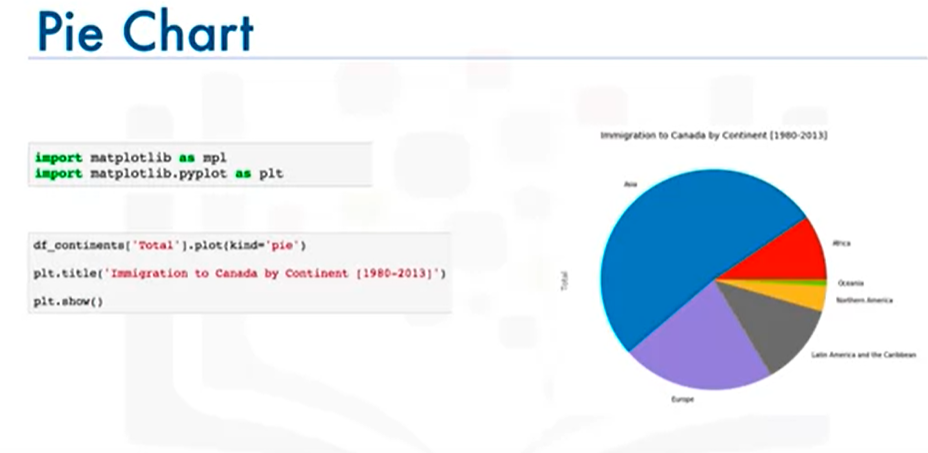 Pie Chart
import matplotlib as mpl
import matplotlib.pyplot as plt
df_continents['Total'].plot(kind='pie')
plt.title('Immigration to Canada by Continent [1980-2013]')
plt.show()
Immigration to Canada by Continent [1980-2013]
Asia
Africa
Total
Oceania
Northern America
Latin America and the Caribbean
Europe